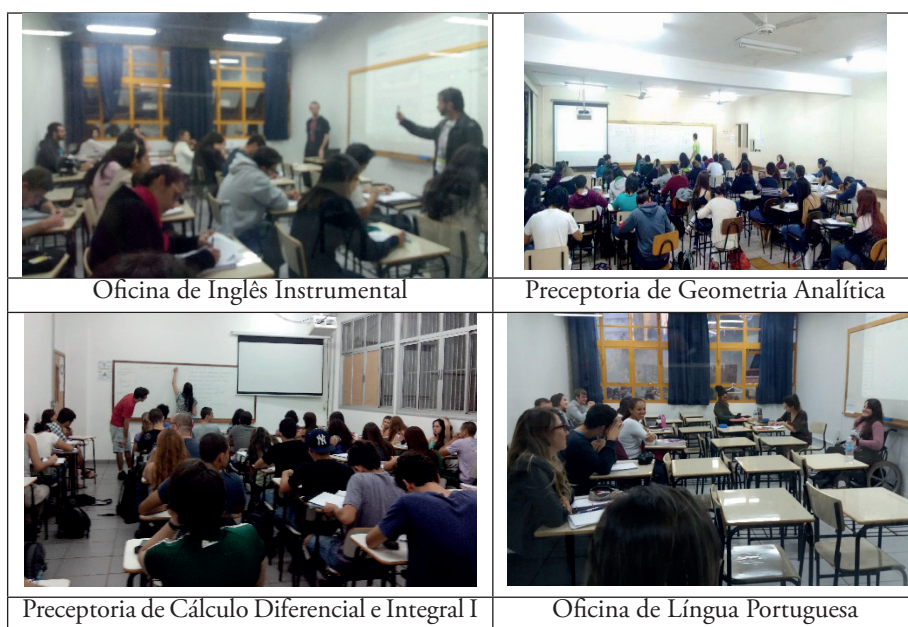 Oficina de Inglês Instrumental
Preceptoria de Geometria Analítica
Preceptoria de Cálculo Diferencial e Integral I
Oficina de Língua Portuguesa